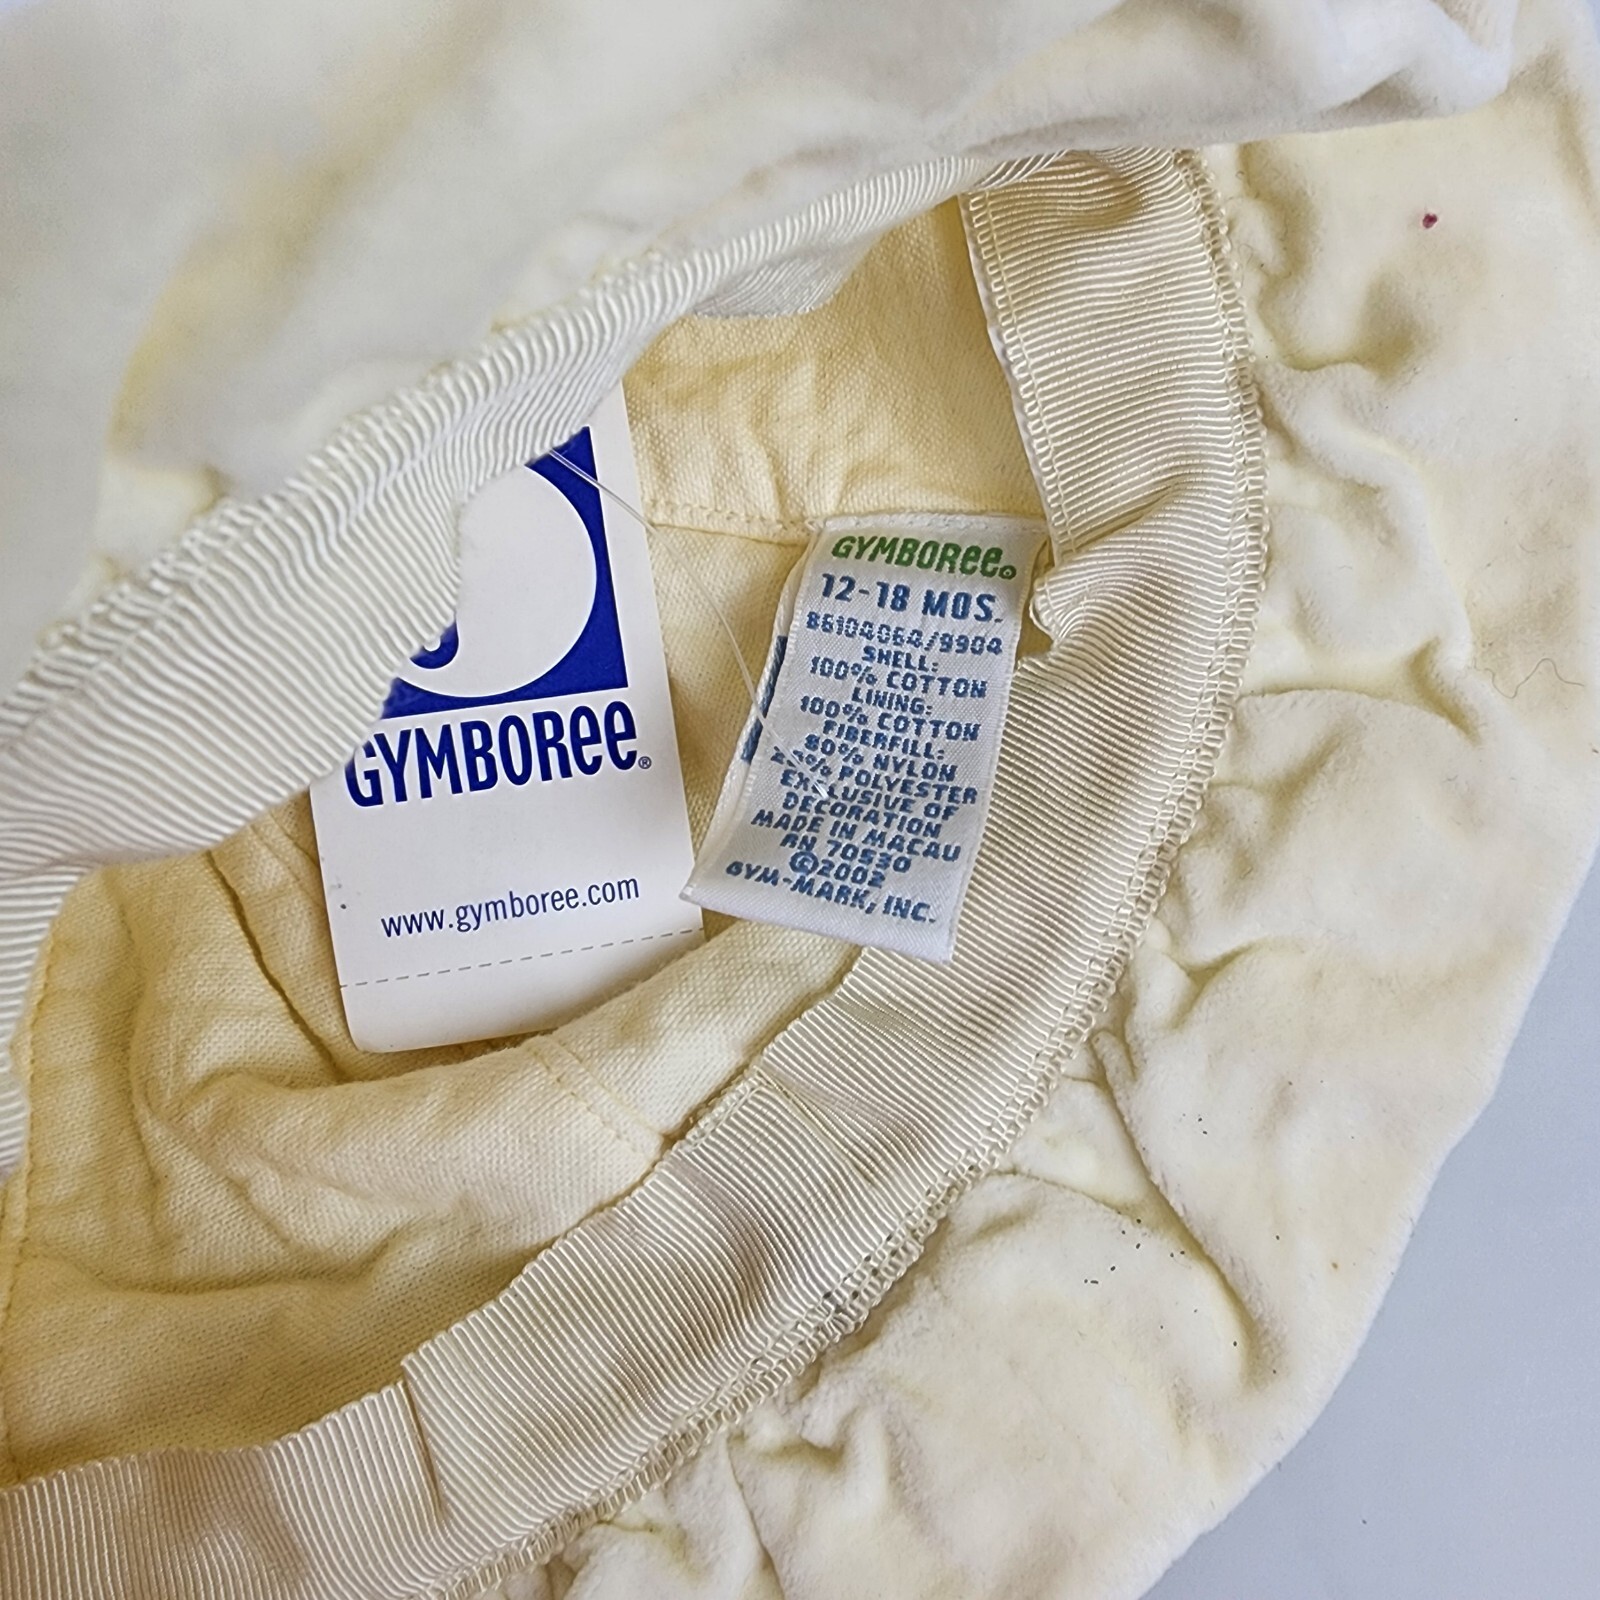 GYMBOREE®
www.gymboree.com
GYMBOREE®
12-18 MOS.
86104064/9904
SHELL:
100% COTTON
LINING:
100% COTTON
FIBERFILL:
80% NYLON
20% POLYESTER
EXCLUSIVE OF
DECORATION
MADE IN MACAU
RN 70530
©2002
GYM-MARK, INC.